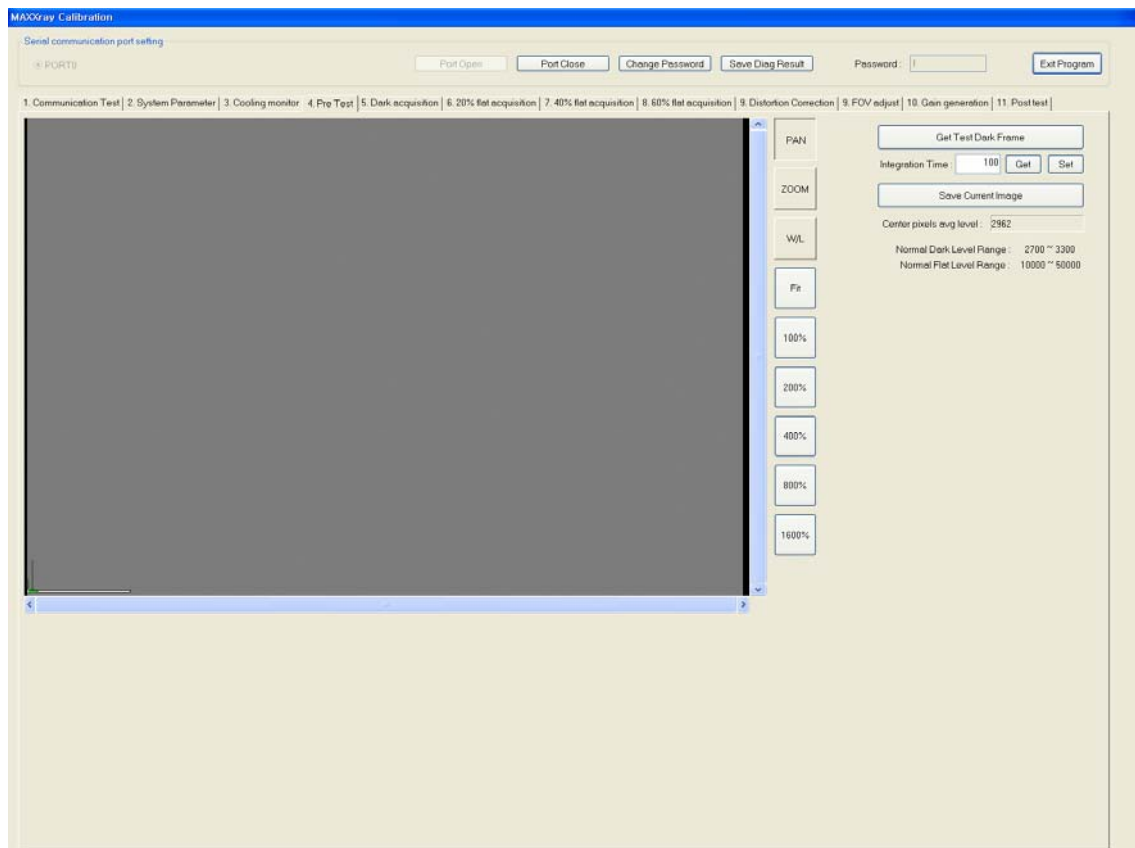 MAXXray Calibration
Serial communication port setting
PORT8 Port Open Port Close Change Password Save Diag Result Password : Exit Program
1. Communication Test 2. System Parameter 3. Cooling monitor 4. Pre Test 5. Dark acquisition 6. 20% flat acquisition 7. 40% flat acquisition 8. 60% flat acquisition 9. Distortion Correction 9. FOV adjust 10. Gain generation 11. Post test
PAN
ZOOM
W/L
Fit
100%
200%
400%
800%
1600%
Get Test Dark Frame
Integration Time : 100 Get Set
Save Current Image
Center pixels avg level : 2962
Normal Dark Level Range : 2700 ~ 3300
Normal Flat Level Range : 10000 ~ 50000